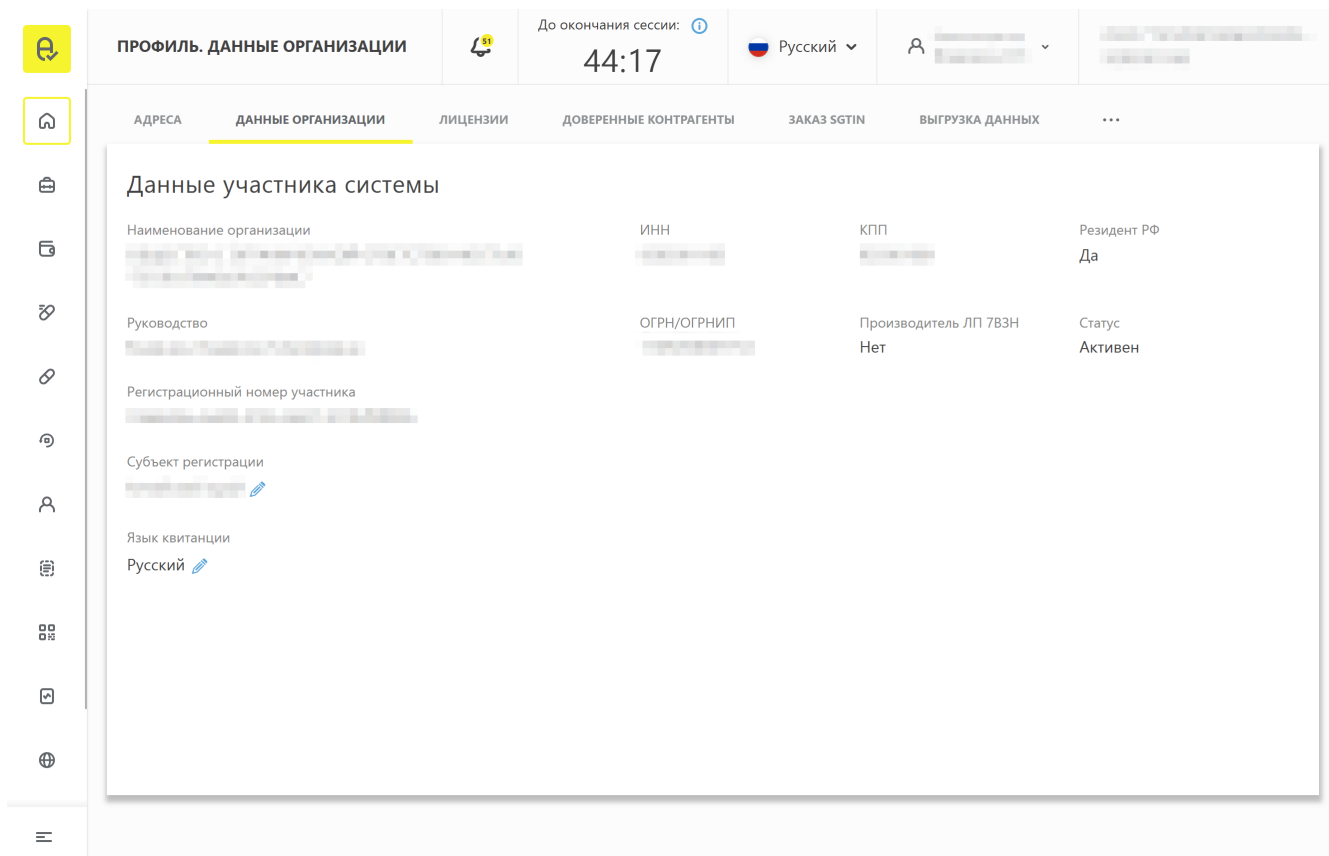 ПРОФИЛЬ. ДАННЫЕ ОРГАНИЗАЦИИ
51
До окончания сессии:
44:17
Русский
АДРЕСА ДАННЫЕ ОРГАНИЗАЦИИ ЛИЦЕНЗИИ ДОВЕРЕННЫЕ КОНТРАГЕНТЫ ЗАКАЗ SGTIN ВЫГРУЗКА ДАННЫХ ...
Данные участника системы
Наименование организации ИНН КПП Резидент РФ
Да
Руководство ОГРН/ОГРНИП Производитель ЛП 7ВЗН Статус
Нет Активен
Регистрационный номер участника
Субъект регистрации
Язык квитанции
Русский